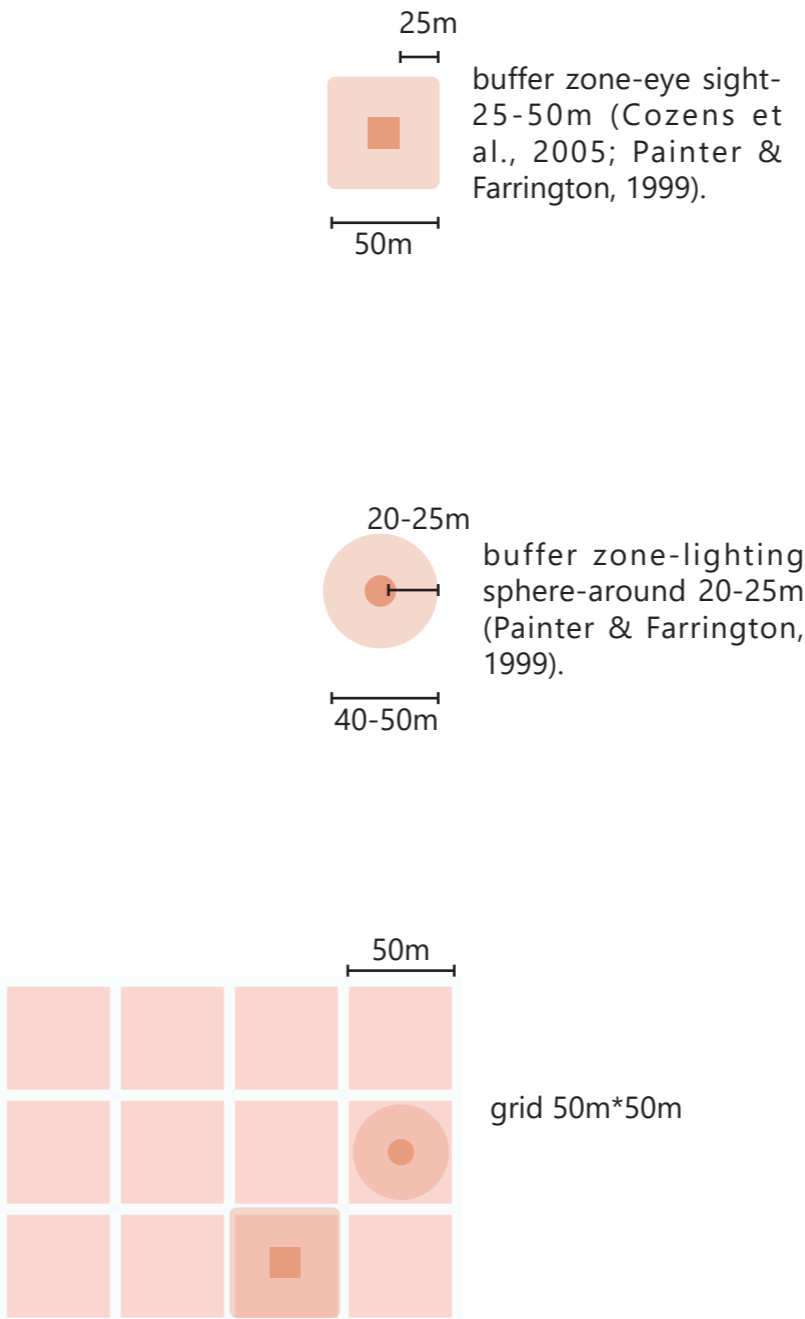 25m
buffer zone-eye sight-
25-50m (Cozens et
al., 2005; Painter &
Farrington, 1999).
50m
20-25m
buffer zone-lighting
sphere-around 20-25m
(Painter & Farrington,
1999).
40-50m
50m
grid 50m*50m